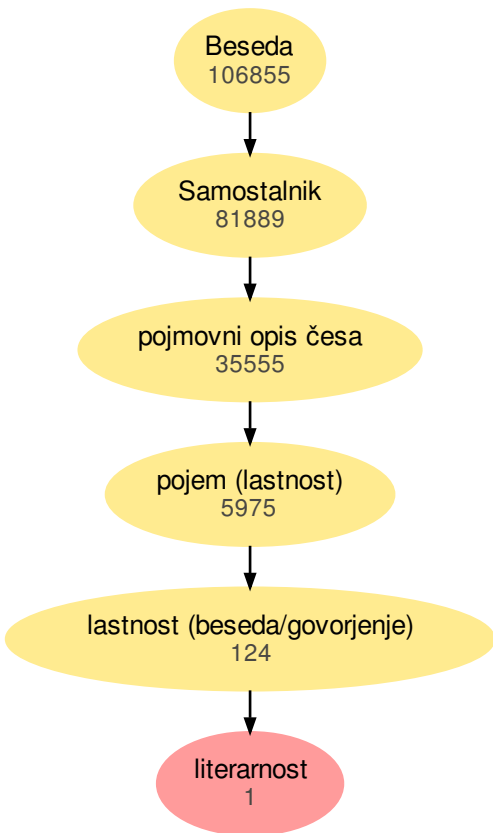 Beseda
106855
Samostalnik
81889
pojmovni opis česa
35555
pojem (lastnost)
5975
lastnost (beseda/govorjenje)
124
literarnost
1